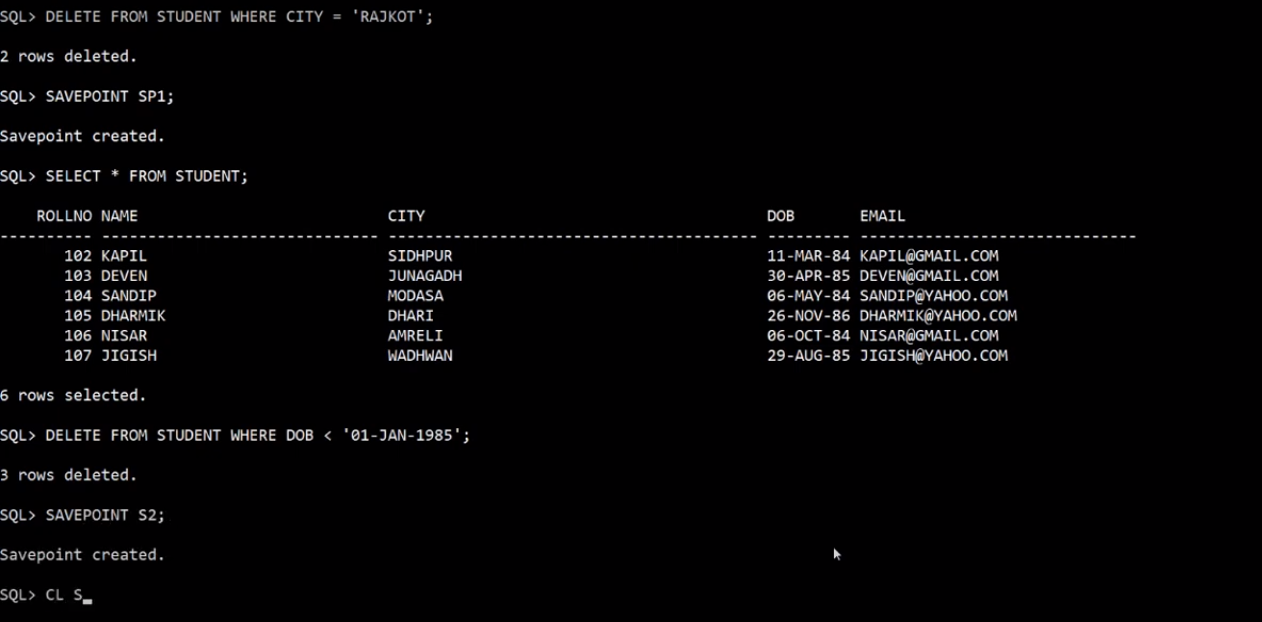 SQL> DELETE FROM STUDENT WHERE CITY = 'RAJKOT';
2 rows deleted.
SQL> SAVEPOINT SP1;
Savepoint created.
SQL> SELECT * FROM STUDENT;
ROLLNO NAME CITY DOB EMAIL
---------- ------------------------------ ---------------------------------------- --------- ------------------------------
102 KAPIL SIDHPUR 11-MAR-84 KAPIL@GMAIL.COM
103 DEVEN JUNAGADH 30-APR-85 DEVEN@GMAIL.COM
104 SANDIP MODASA 06-MAY-84 SANDIP@YAHOO.COM
105 DHARMIK DHARI 26-NOV-86 DHARMIK@YAHOO.COM
106 NISAR AMRELI 06-OCT-84 NISAR@GMAIL.COM
107 JIGISH WADHWAN 29-AUG-85 JIGISH@YAHOO.COM
6 rows selected.
SQL> DELETE FROM STUDENT WHERE DOB < '01-JAN-1985';
3 rows deleted.
SQL> SAVEPOINT S2;
Savepoint created.
SQL> CL S_